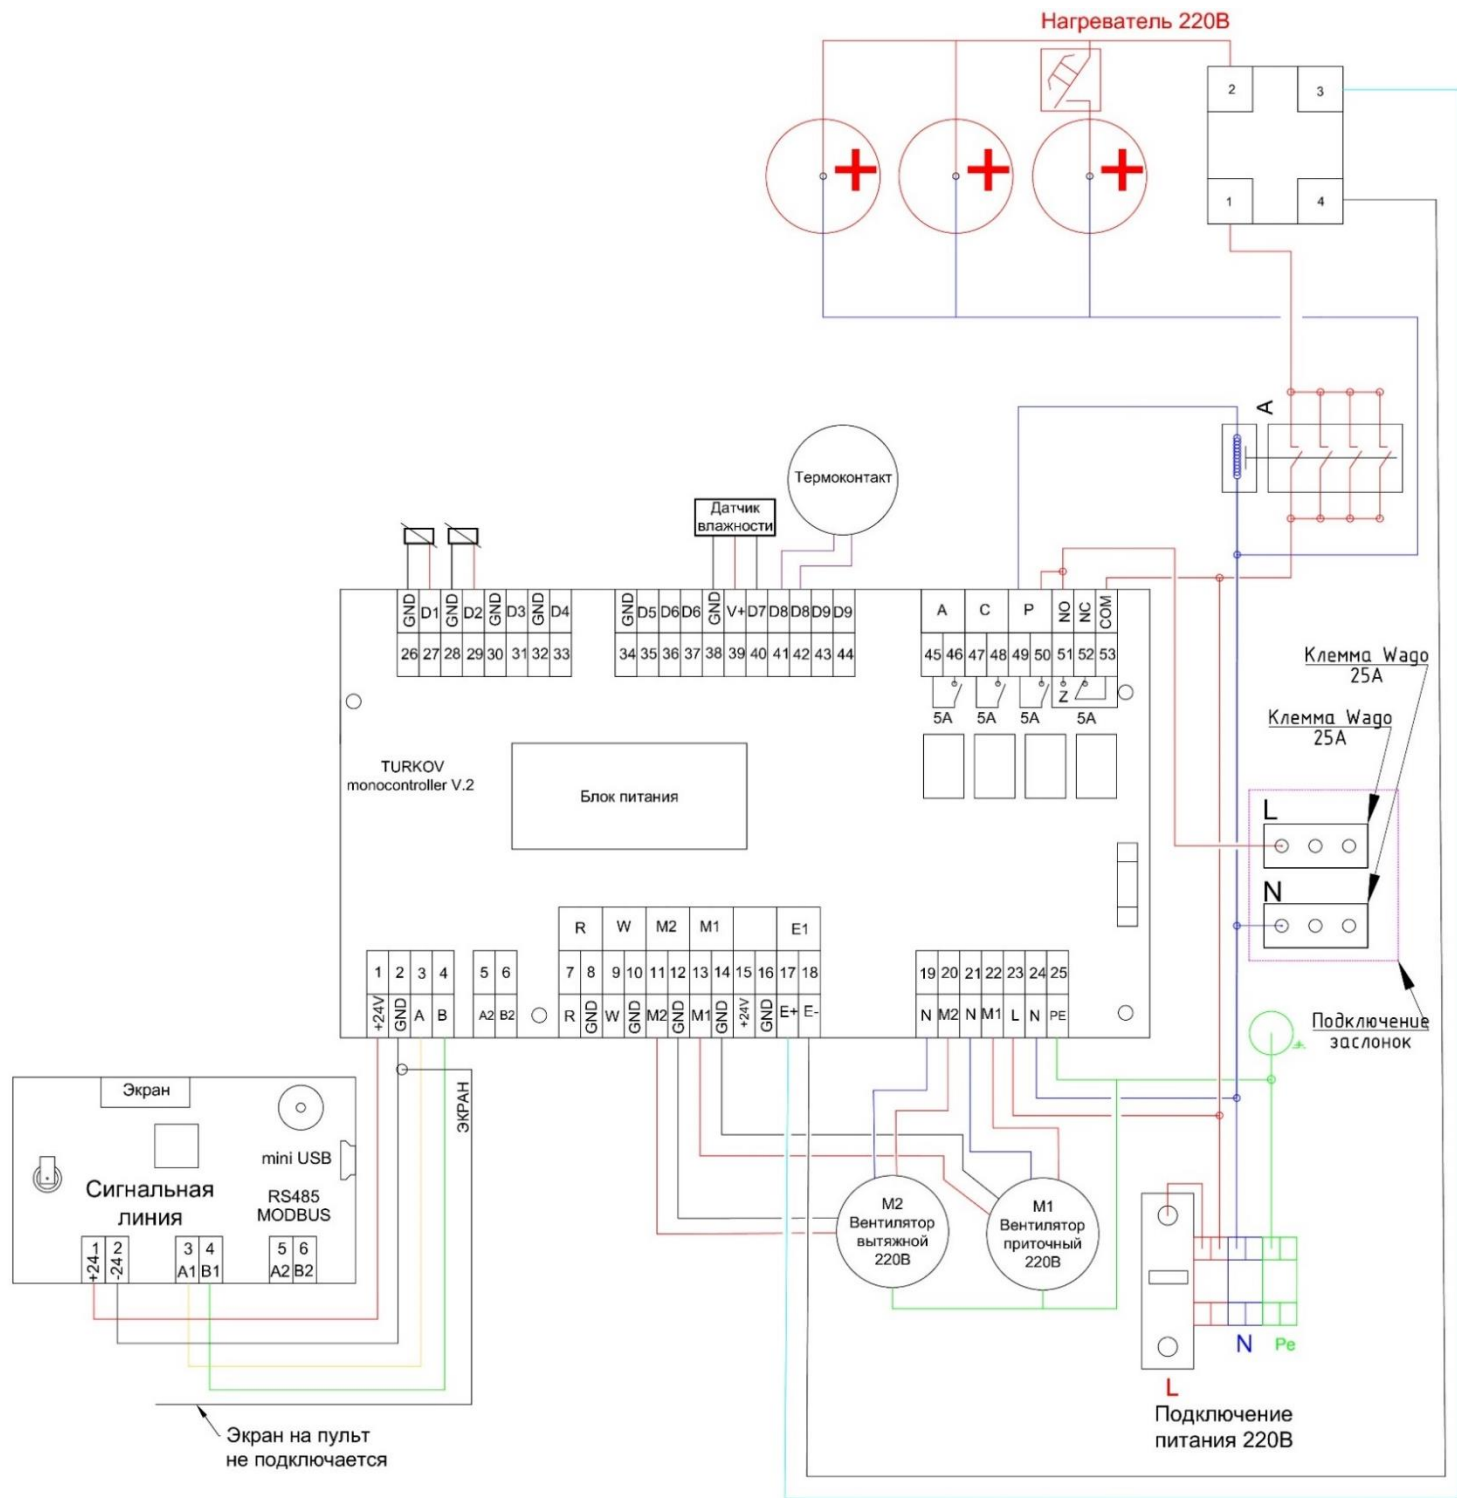 Нагреватель 220В
2 3
1 4
A
Термоконтакт
Датчик
влажности
GND D1 GND D2 GND D3 GND D4
26 27 28 29 30 31 32 33
GND D5 D6 D6 GND V+ D7 D8 D8 D9 D9
34 35 36 37 38 39 40 41 42 43 44
A C P NO NC COM
45 46 47 48 49 50 51 52 53
Z
5A 5A 5A 5A
Клемма Wago
25А
Клемма Wago
25А
TURKOV
monocontroller V.2
Блок питания
L
N
Подключение
заслонок
R W M2 M1 E1
1 2 3 4 5 6 7 8 9 10 11 12 13 14 15 16 17 18 19 20 21 22 23 24 25
+24V GND A B A2 B2 R GND W GND M2 GND M1 GND +24V GND E+ E- N M2 N M1 L N PE
Экран
mini USB
Сигнальная
линия
RS485
MODBUS
1 2 3 4 5 6
+24 -24 A1 B1 A2 B2
ЭКРАН
М2
Вентилятор
вытяжной
220В
М1
Вентилятор
приточный
220В
N Pe
L
Подключение
питания 220В
Экран на пульт
не подключается